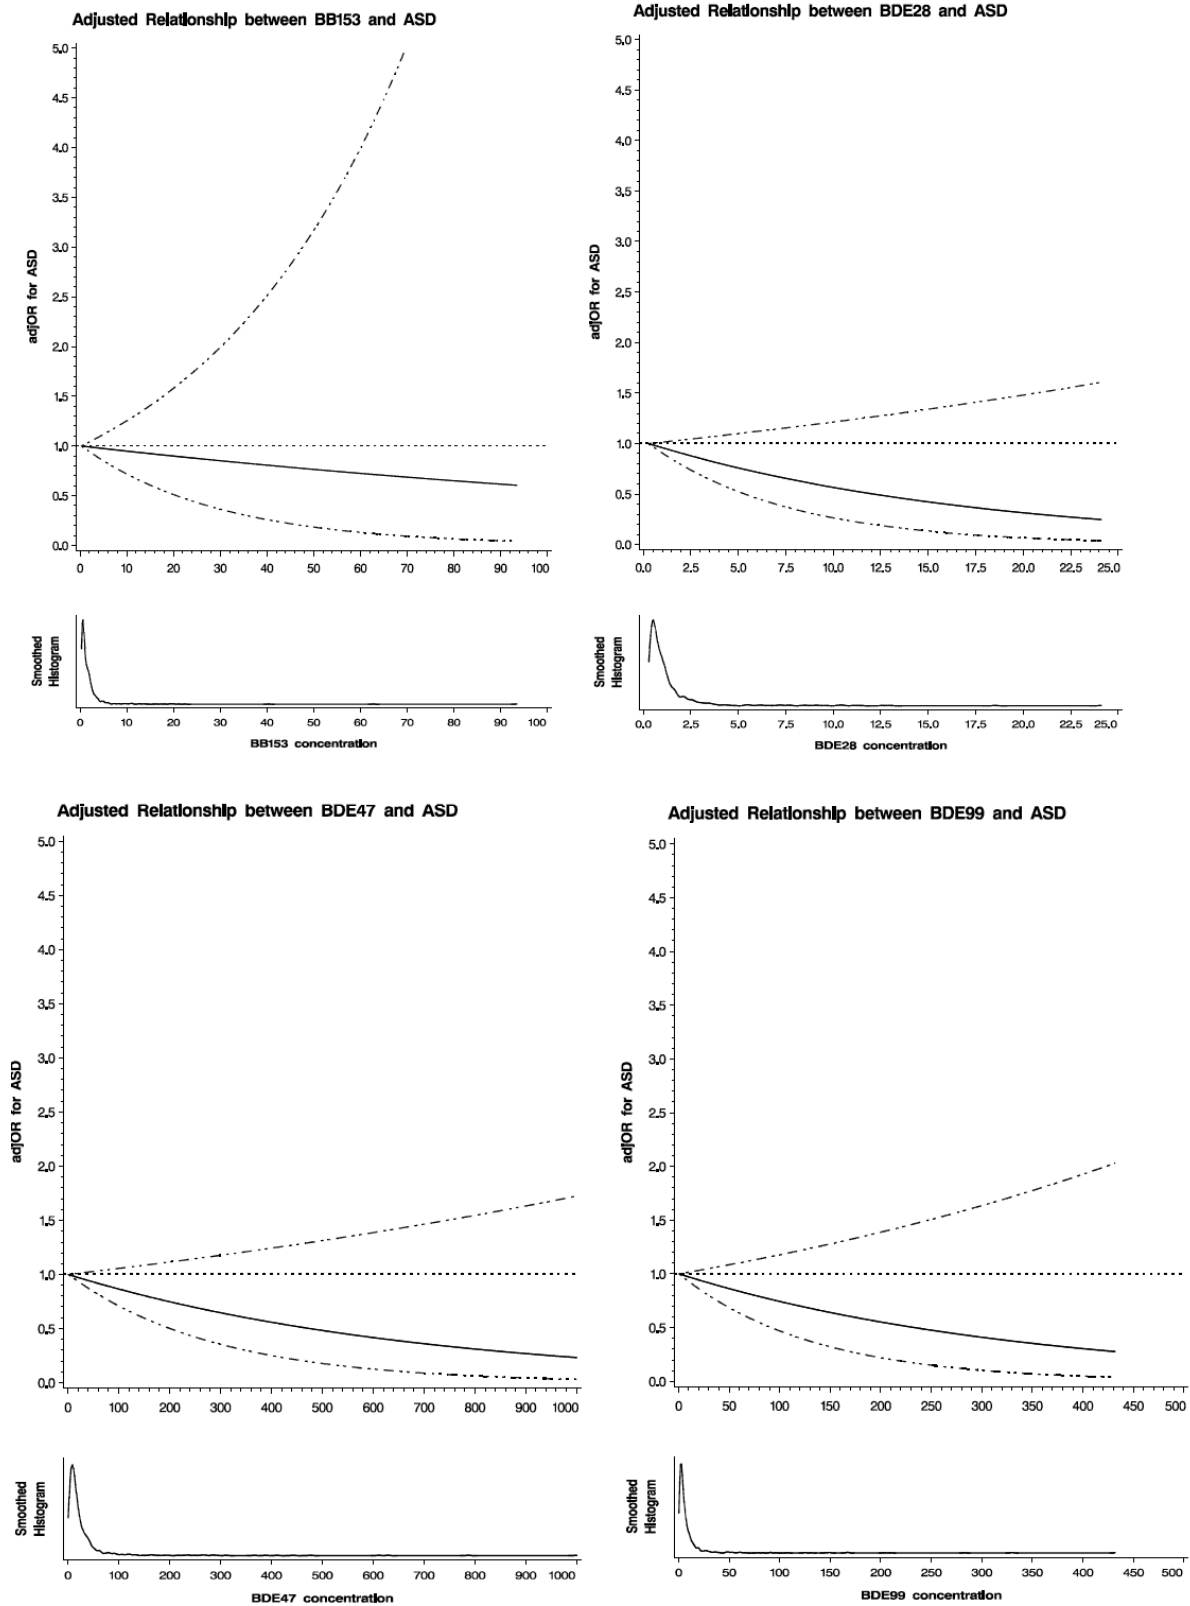 Adjusted Relationship between BB153 and ASD
5.0
4.5
4.0
3.5
3.0
2.5
2.0
1.5
1.0
0.5
0.0
adjOR for ASD
0 10 20 30 40 50 60 70 80 90 100
Smoothed
Histogram
0 10 20 30 40 50 60 70 80 90 100
BB153 concentration
Adjusted Relationship between BDE28 and ASD
5.0
4.5
4.0
3.5
3.0
2.5
2.0
1.5
1.0
0.5
0.0
adjOR for ASD
0.0 2.5 5.0 7.5 10.0 12.5 15.0 17.5 20.0 22.5 25.0
Smoothed
Histogram
0.0 2.5 5.0 7.5 10.0 12.5 15.0 17.5 20.0 22.5 25.0
BDE28 concentration
Adjusted Relationship between BDE47 and ASD
5.0
4.5
4.0
3.5
3.0
2.5
2.0
1.5
1.0
0.5
0.0
adjOR for ASD
0 100 200 300 400 500 600 700 800 900 1000
Smoothed
Histogram
0 100 200 300 400 500 600 700 800 900 1000
BDE47 concentration
Adjusted Relationship between BDE99 and ASD
5.0
4.5
4.0
3.5
3.0
2.5
2.0
1.5
1.0
0.5
0.0
adjOR for ASD
0 50 100 150 200 250 300 350 400 450 500
Smoothed
Histogram
0 50 100 150 200 250 300 350 400 450 500
BDE99 concentration